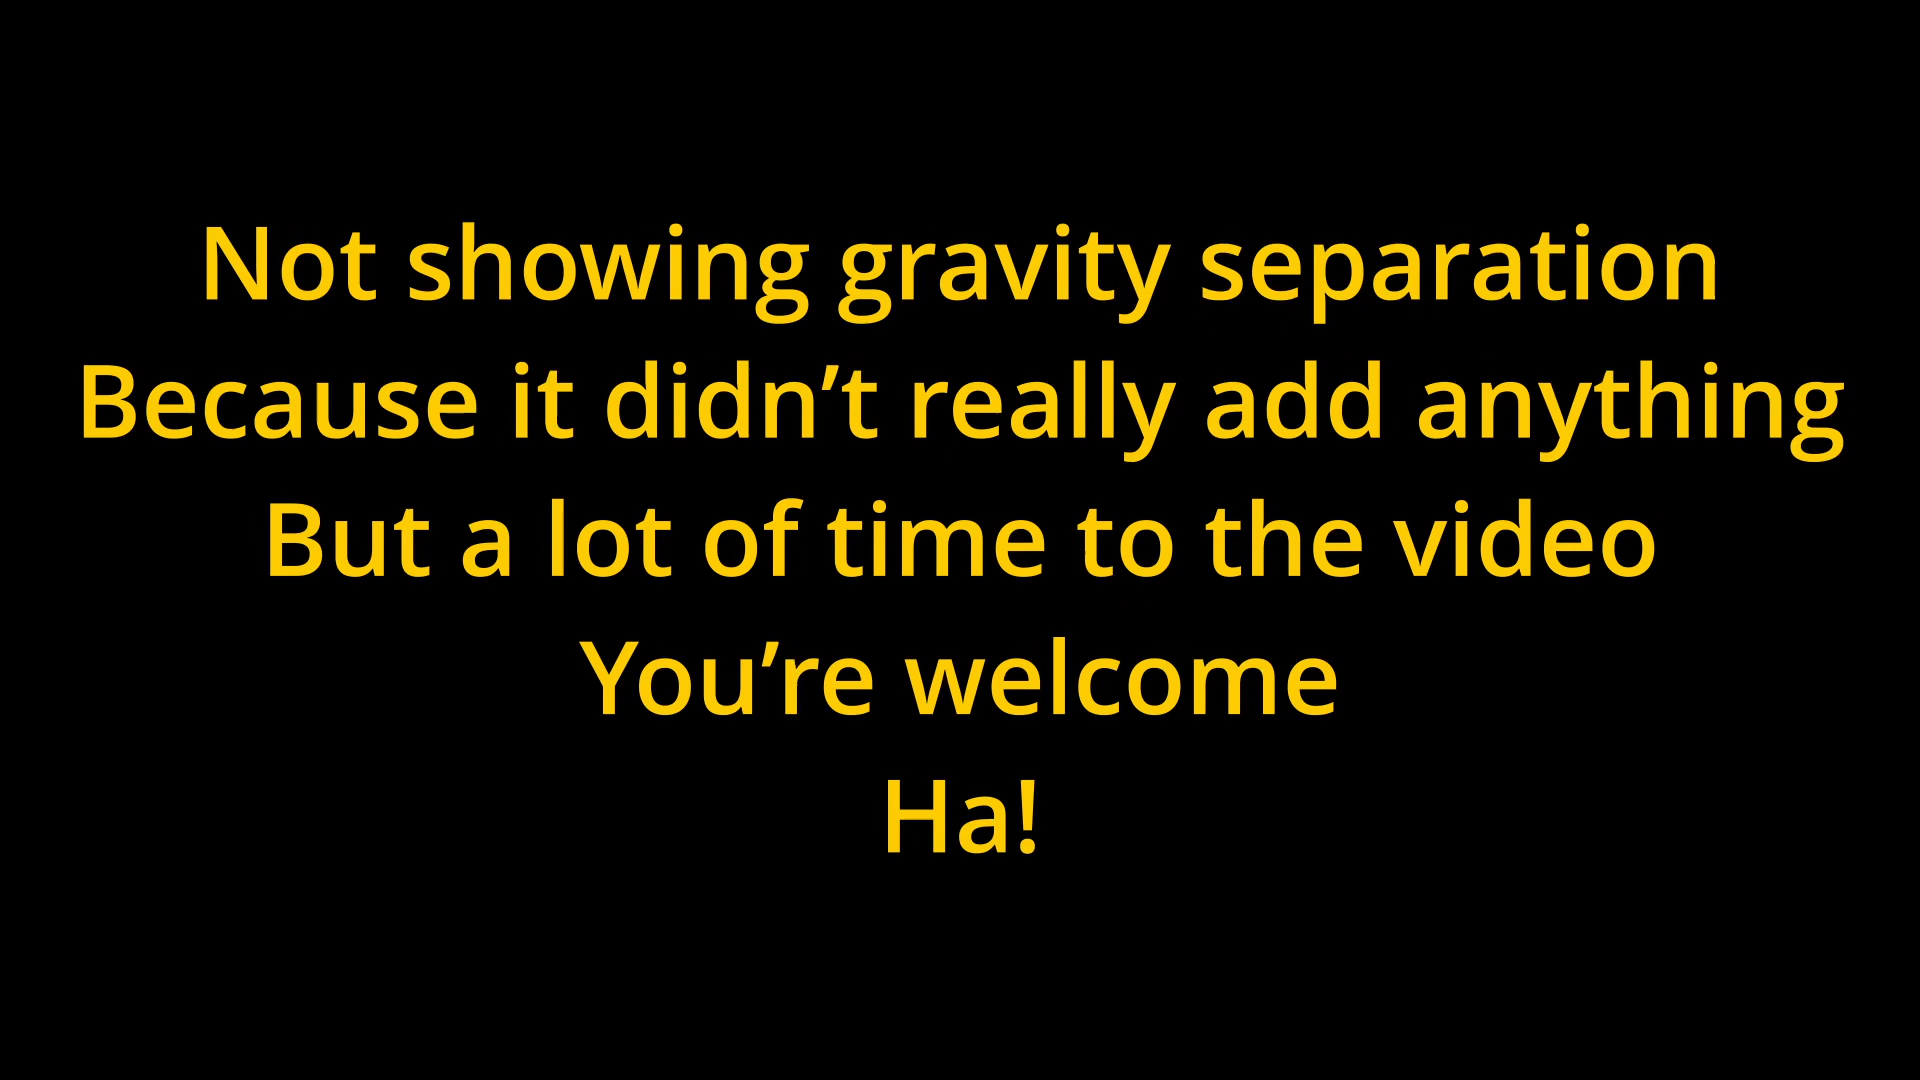 Not showing gravity separation
Because it didn’t really add anything
But a lot of time to the video
You’re welcome
Ha!